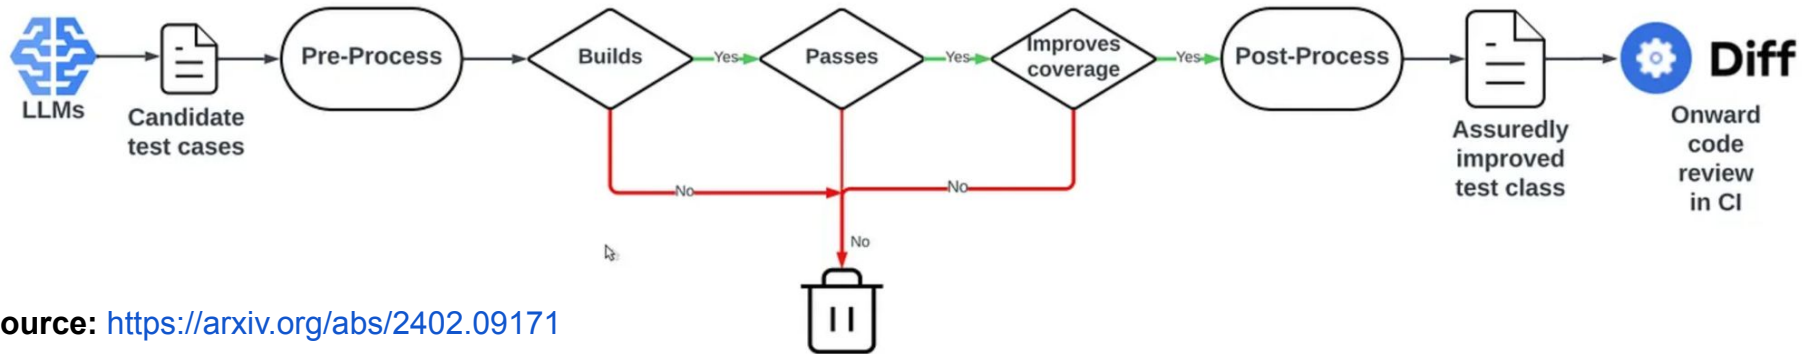 LLMs
Candidate
test cases
Pre-Process
Builds
Yes
Passes
Yes
Improves
coverage
Yes
Post-Process
Assuredly
improved
test class
Diff
Onward
code
review
in CI
No
No
No
ource: https://arxiv.org/abs/2402.09171